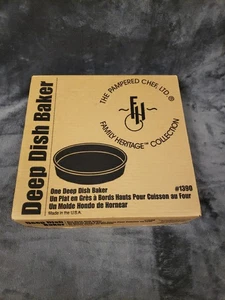 Deep Dish Baker
THE PAMPERED CHEF, LTD.®
FH
FAMILY HERITAGE™ COLLECTION
One Deep Dish Baker
#1390
Un Plat en Grès à Bords Hauts Pour Cuisson au Four
Un Molde Hondo de Hornear
Made in the U.S.A.